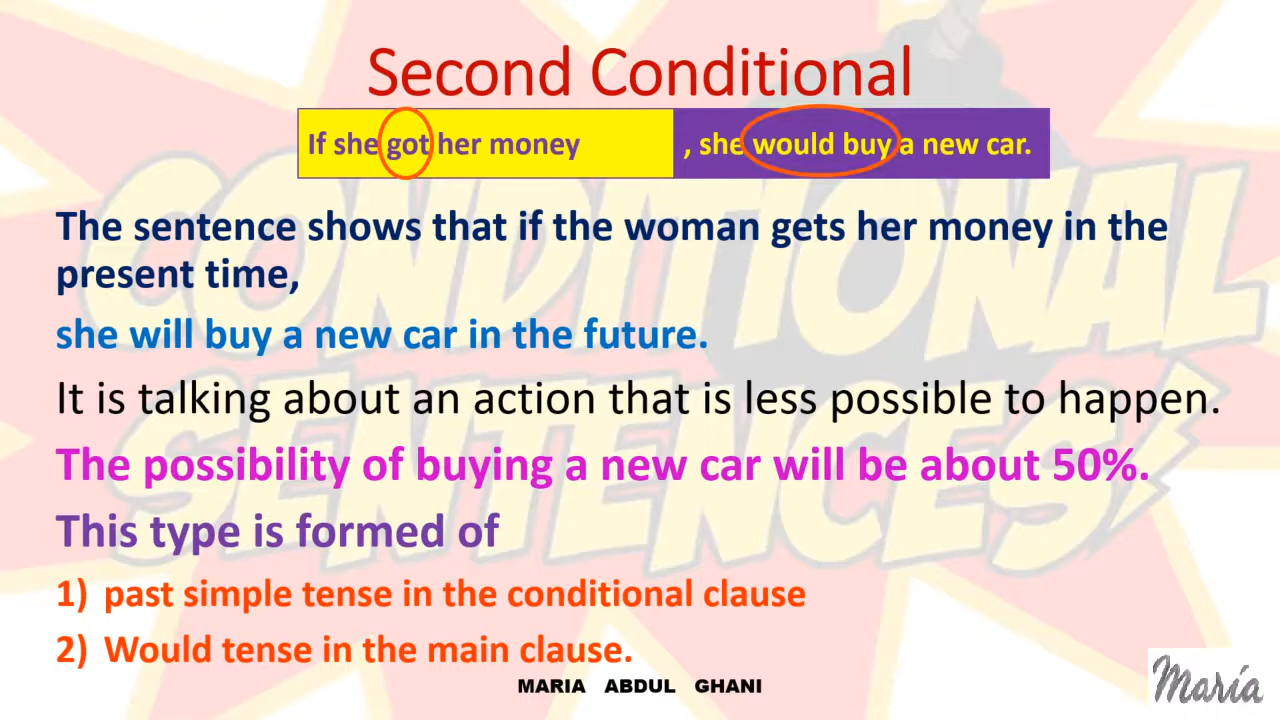 Second Conditional
If she got her money , she would buy a new car.
The sentence shows that if the woman gets her money in the
present time,
she will buy a new car in the future.
It is talking about an action that is less possible to happen.
The possibility of buying a new car will be about 50%.
This type is formed of
1) past simple tense in the conditional clause
2) Would tense in the main clause.
MARIA ABDUL GHANI
María
CONDITIONAL
SENTENCES!